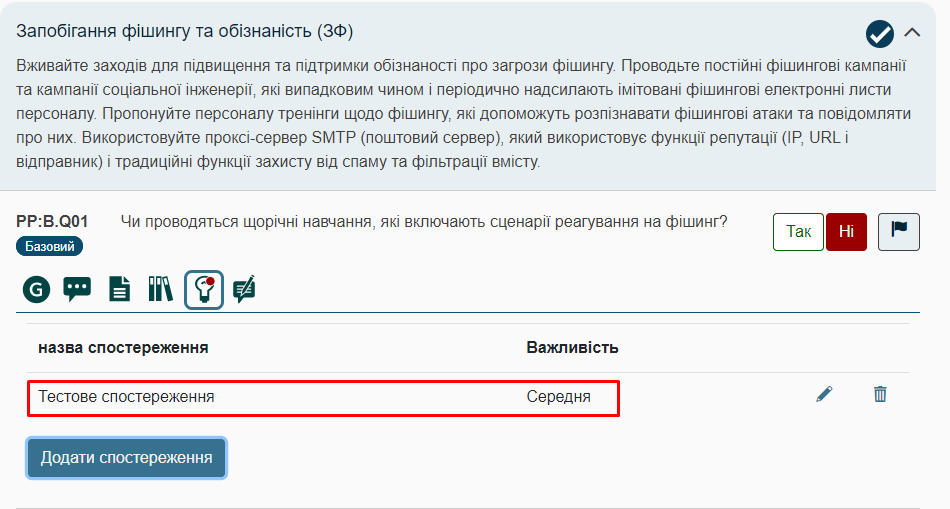 Запобігання фішингу та обізнаність (ЗФ)
Вживайте заходів для підвищення та підтримки обізнаності про загрози фішингу. Проводьте постійні фішингові кампанії
та кампанії соціальної інженерії, які випадковим чином і періодично надсилають імітовані фішингові електронні листи
персоналу. Пропонуйте персоналу тренінги щодо фішингу, які допоможуть розпізнавати фішингові атаки та повідомляти
про них. Використовуйте проксі-сервер SMTP (поштовий сервер), який використовує функції репутації (IP, URL і
відправник) і традиційні функції захисту від спаму та фільтрації вмісту.
PP:B.Q01 Чи проводяться щорічні навчання, які включають сценарії реагування на фішинг? Так Ні
Базовий
G
назва спостереження Важливість
Тестове спостереження Середня
Додати спостереження